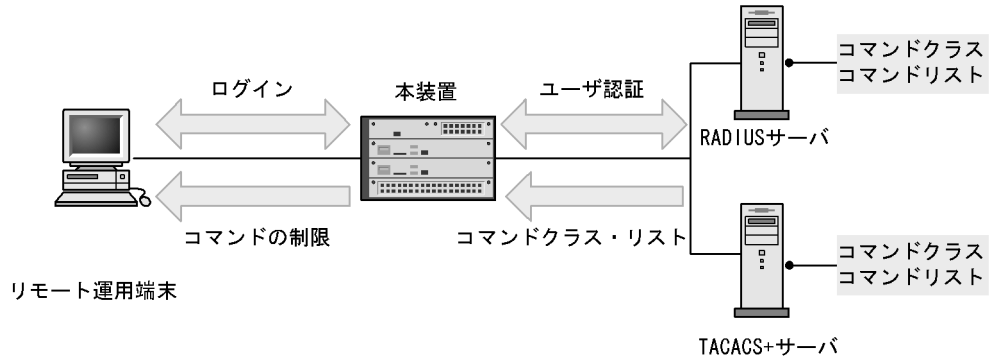 コマンドクラス
コマンドリスト
ログイン
本装置
ユーザ認証
RADIUSサーバ
コマンドの制限
コマンドクラス・リスト
コマンドクラス
コマンドリスト
リモート運用端末
TACACS+サーバ